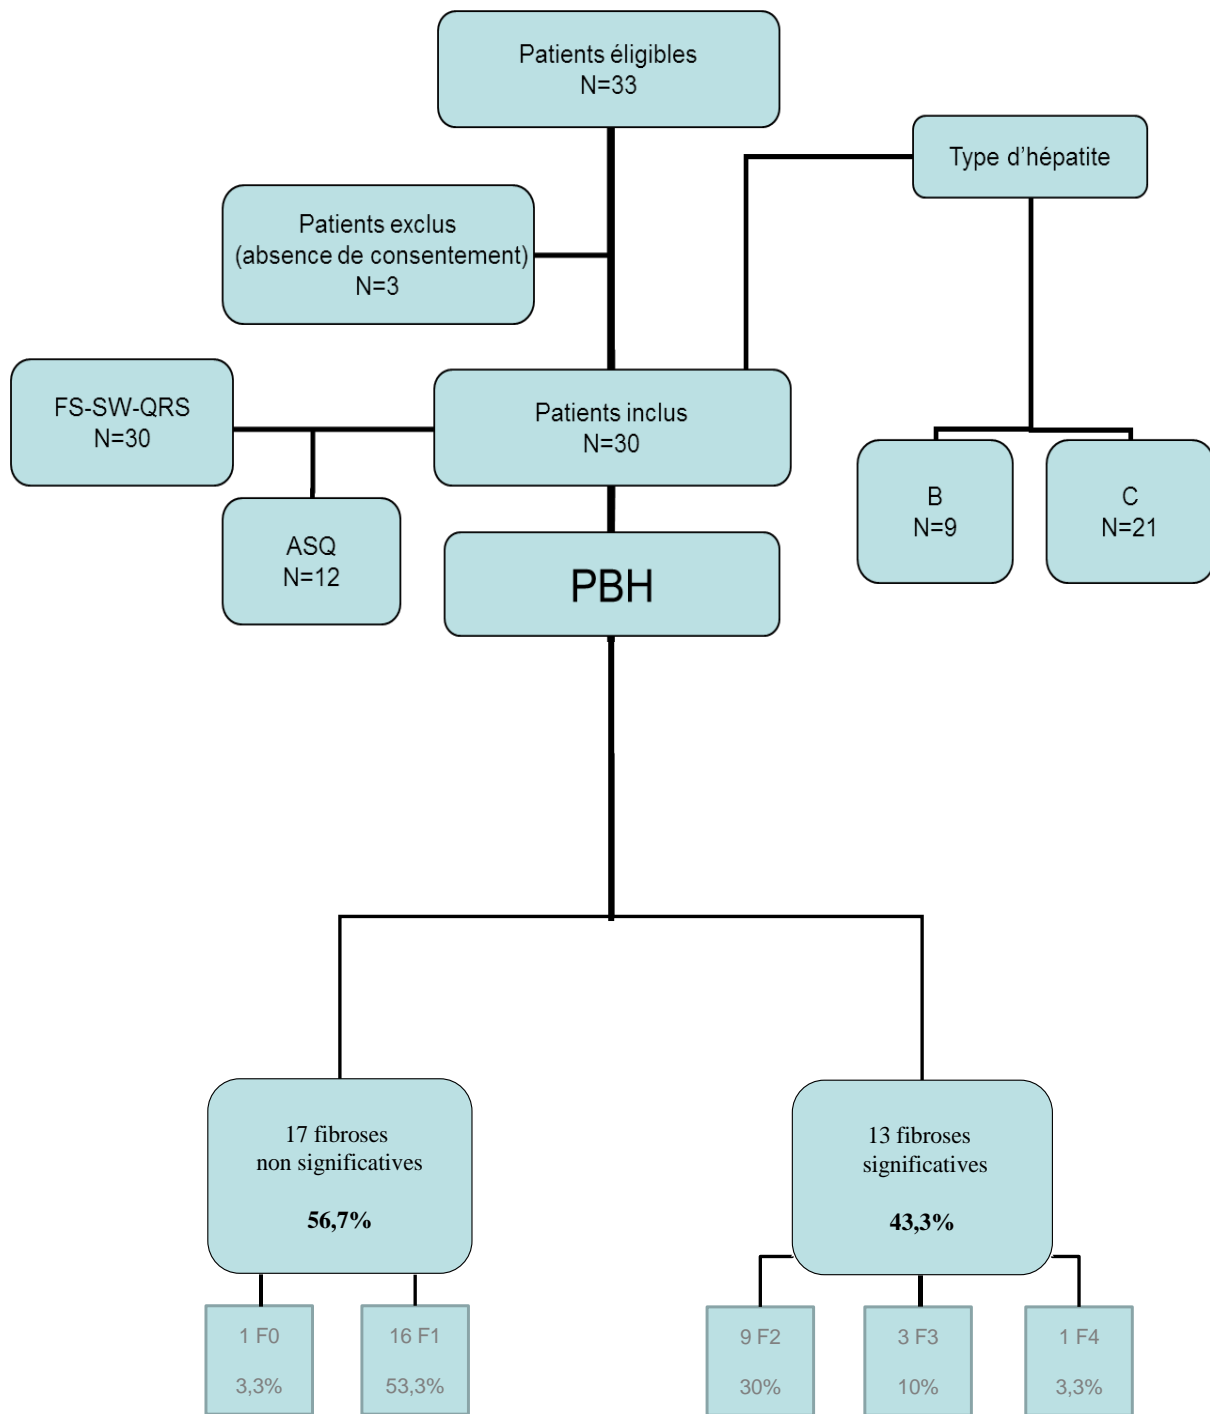 Patients éligibles
N=33
Type d’hépatite
Patients exclus
(absence de consentement)
N=3
FS-SW-QRS
N=30
Patients inclus
N=30
B
N=9
C
N=21
ASQ
N=12
PBH
17 fibroses
non significatives
56,7%
13 fibroses
significatives
43,3%
1 F0
3,3%
16 F1
53,3%
9 F2
30%
3 F3
10%
1 F4
3,3%